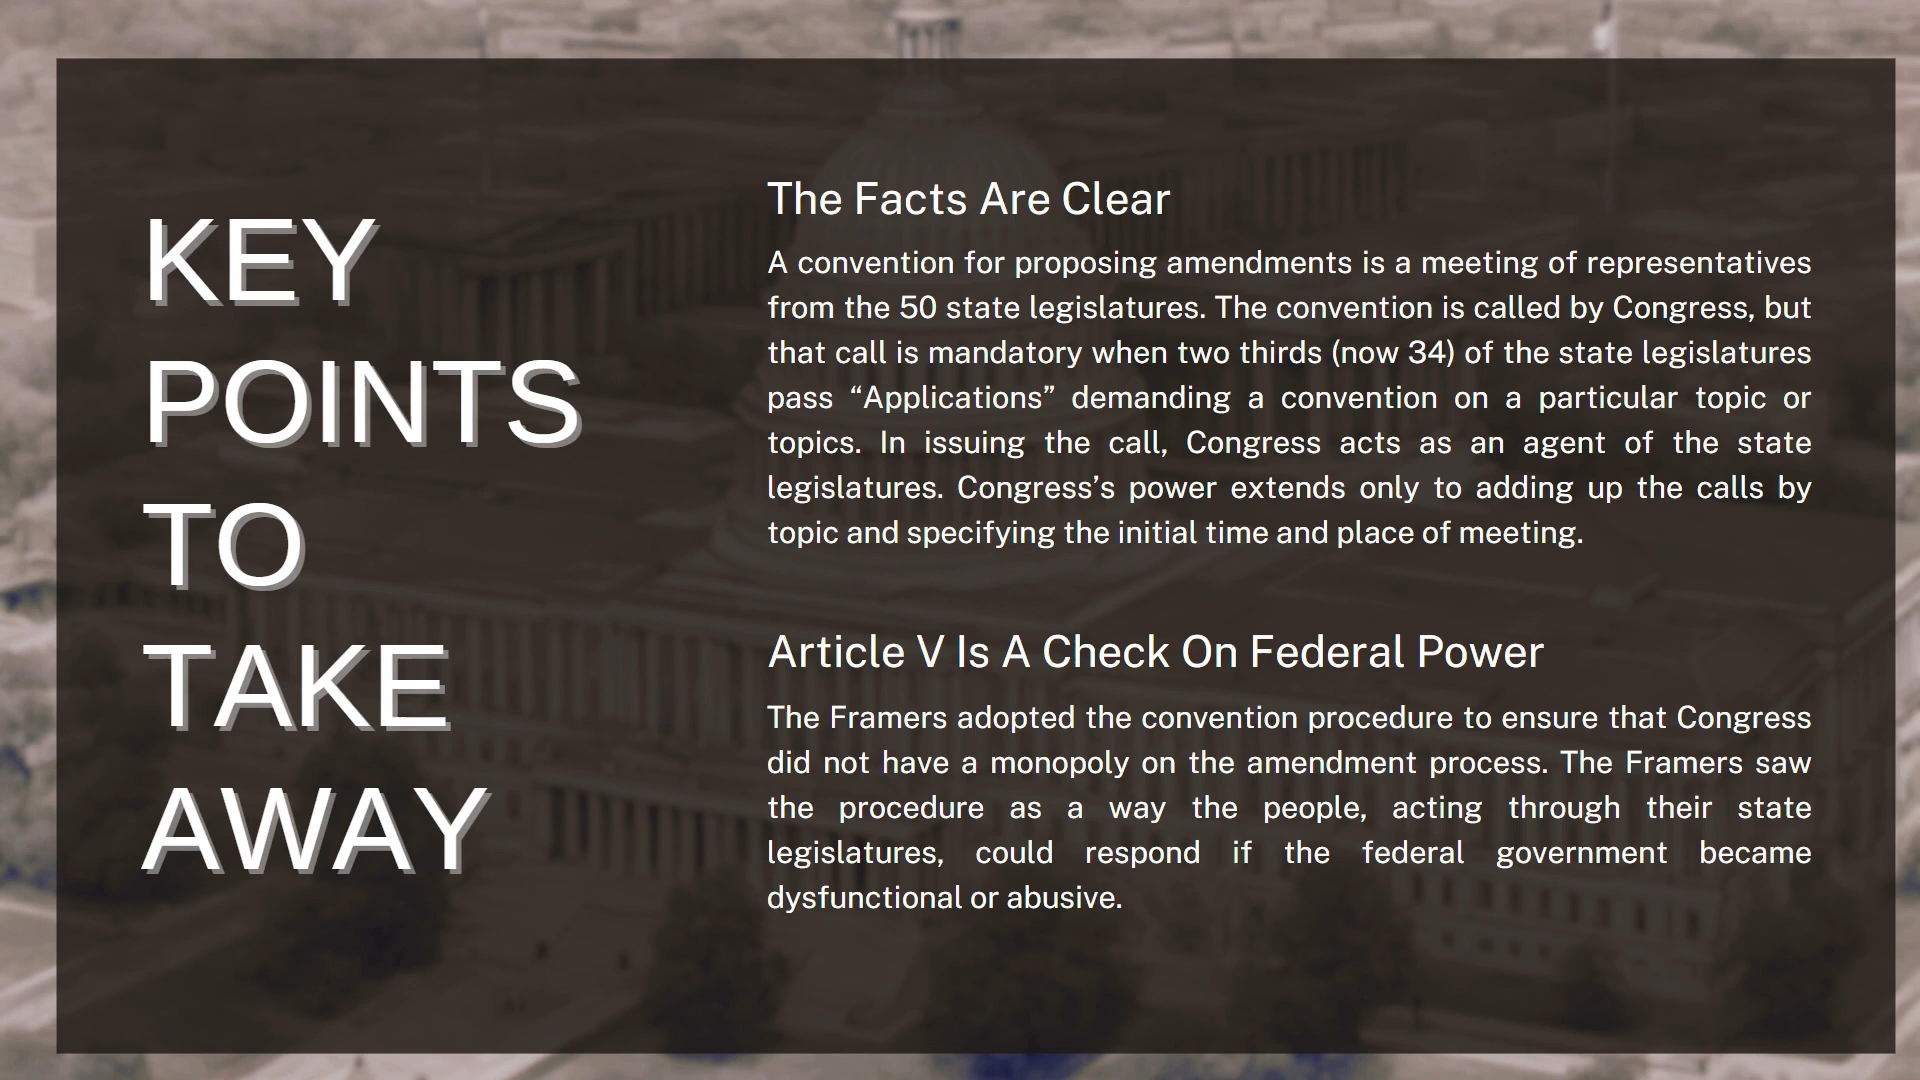 KEY
POINTS
TO
TAKE
AWAY
The Facts Are Clear
A convention for proposing amendments is a meeting of representatives
from the 50 state legislatures. The convention is called by Congress, but
that call is mandatory when two thirds (now 34) of the state legislatures
pass “Applications” demanding a convention on a particular topic or
topics. In issuing the call, Congress acts as an agent of the state
legislatures. Congress’s power extends only to adding up the calls by
topic and specifying the initial time and place of meeting.
Article V Is A Check On Federal Power
The Framers adopted the convention procedure to ensure that Congress
did not have a monopoly on the amendment process. The Framers saw
the procedure as a way the people, acting through their state
legislatures, could respond if the federal government became
dysfunctional or abusive.